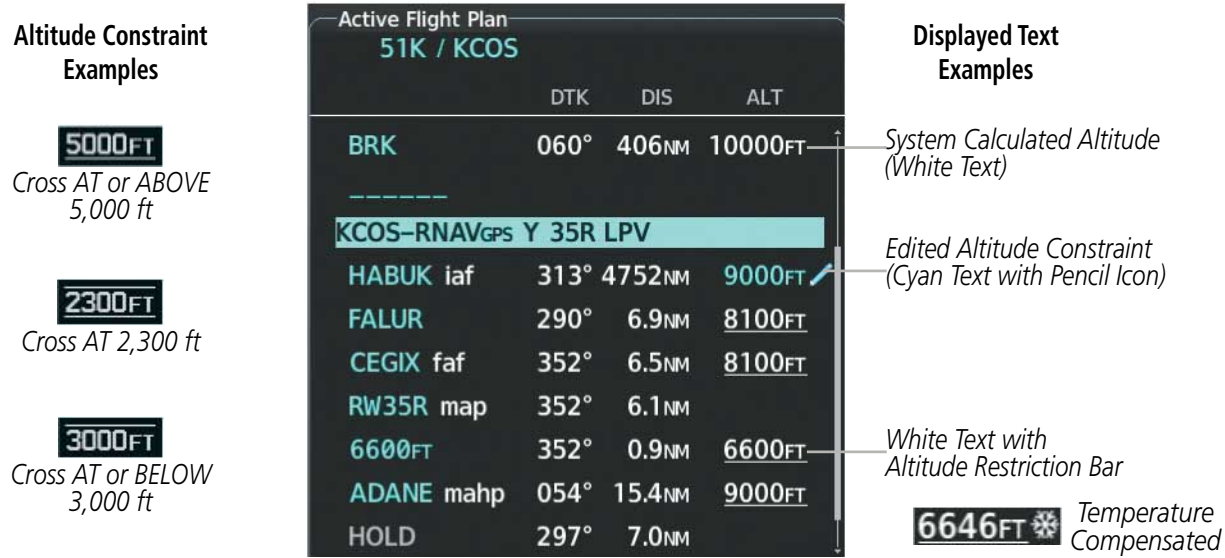 Altitude Constraint
Examples
5000FT
Cross AT or ABOVE
5,000 ft
2300FT
Cross AT 2,300 ft
3000FT
Cross AT or BELOW
3,000 ft
Active Flight Plan
51K / KCOS
DTK DIS ALT
BRK 060° 406NM 10000FT
______
KCOS–RNAVGPS Y 35R LPV
HABUK iaf 313° 4752NM 9000FT
FALUR 290° 6.9NM 8100FT
CEGIX faf 352° 6.5NM 8100FT
RW35R map 352° 6.1NM
6600FT 352° 0.9NM 6600FT
ADANE mahp 054° 15.4NM 9000FT
HOLD 297° 7.0NM
Displayed Text
Examples
System Calculated Altitude
(White Text)
Edited Altitude Constraint
(Cyan Text with Pencil Icon)
White Text with
Altitude Restriction Bar
6646FT
Temperature
Compensated